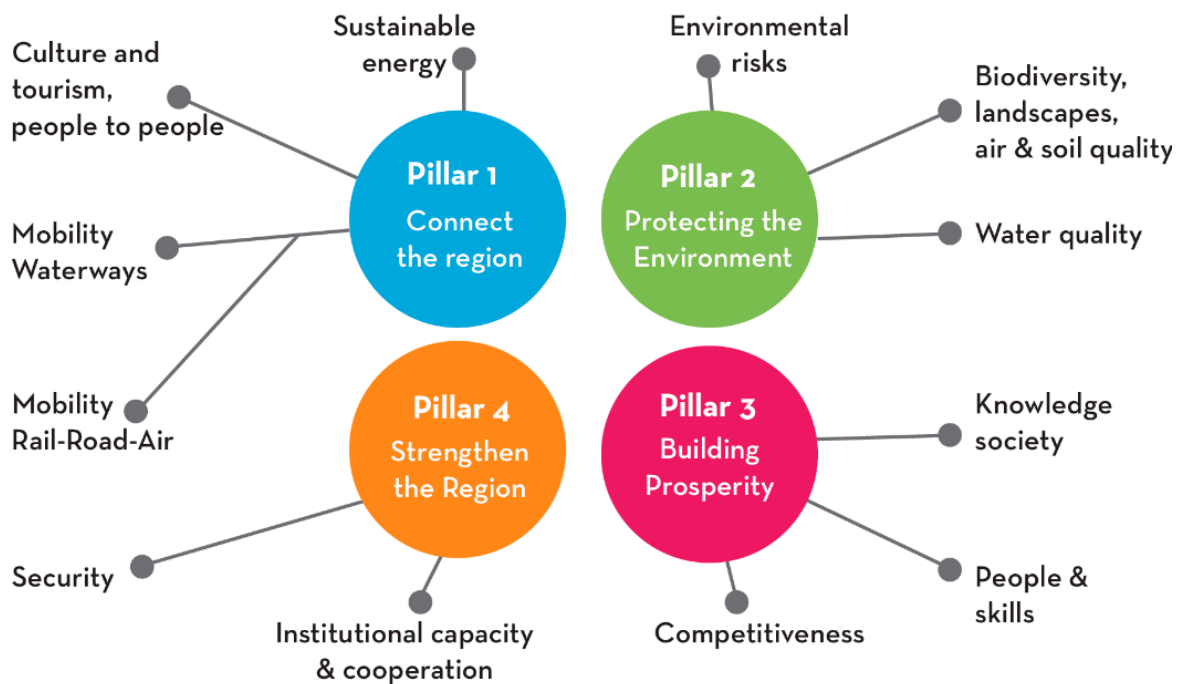 Sustainable
energy
Culture and
tourism,
people to people
Pillar 1
Connect
the region
Mobility
Waterways
Mobility
Rail-Road-Air
Environmental
risks
Biodiversity,
landscapes,
air & soil quality
Pillar 2
Protecting the
Environment
Water quality
Pillar 4
Strengthen
the Region
Security
Institutional capacity
& cooperation
Pillar 3
Building
Prosperity
Knowledge
society
People &
skills
Competitiveness